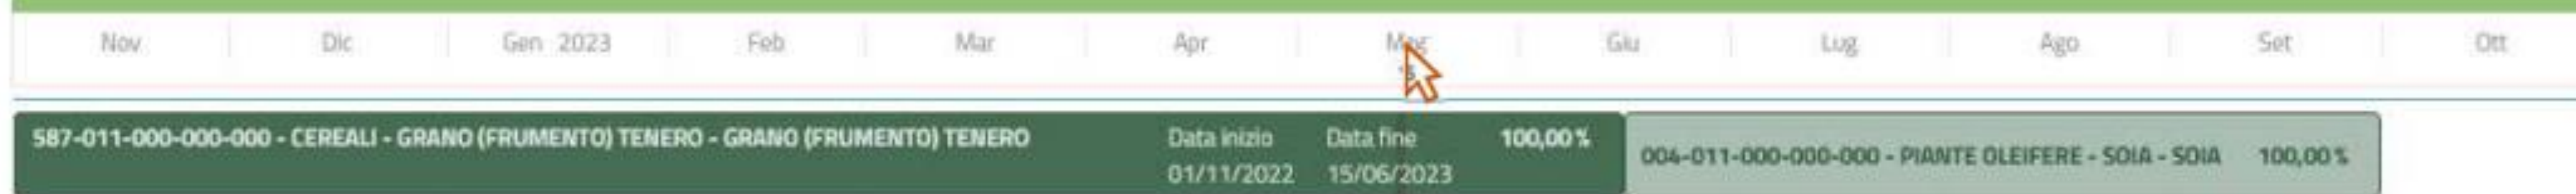 Nov Dic Gen 2023 Feb Mar Apr Mag Giu Lug Ago Set Ott
587-011-000-000-000 - CEREALI - GRANO (FRUMENTO) TENERO - GRANO (FRUMENTO) TENERO Data inizio Data fine 100,00 %
01/11/2022 15/06/2023
004-011-000-000-000 - PIANTE OLEIFERE - SOIA - SOIA 100,00 %